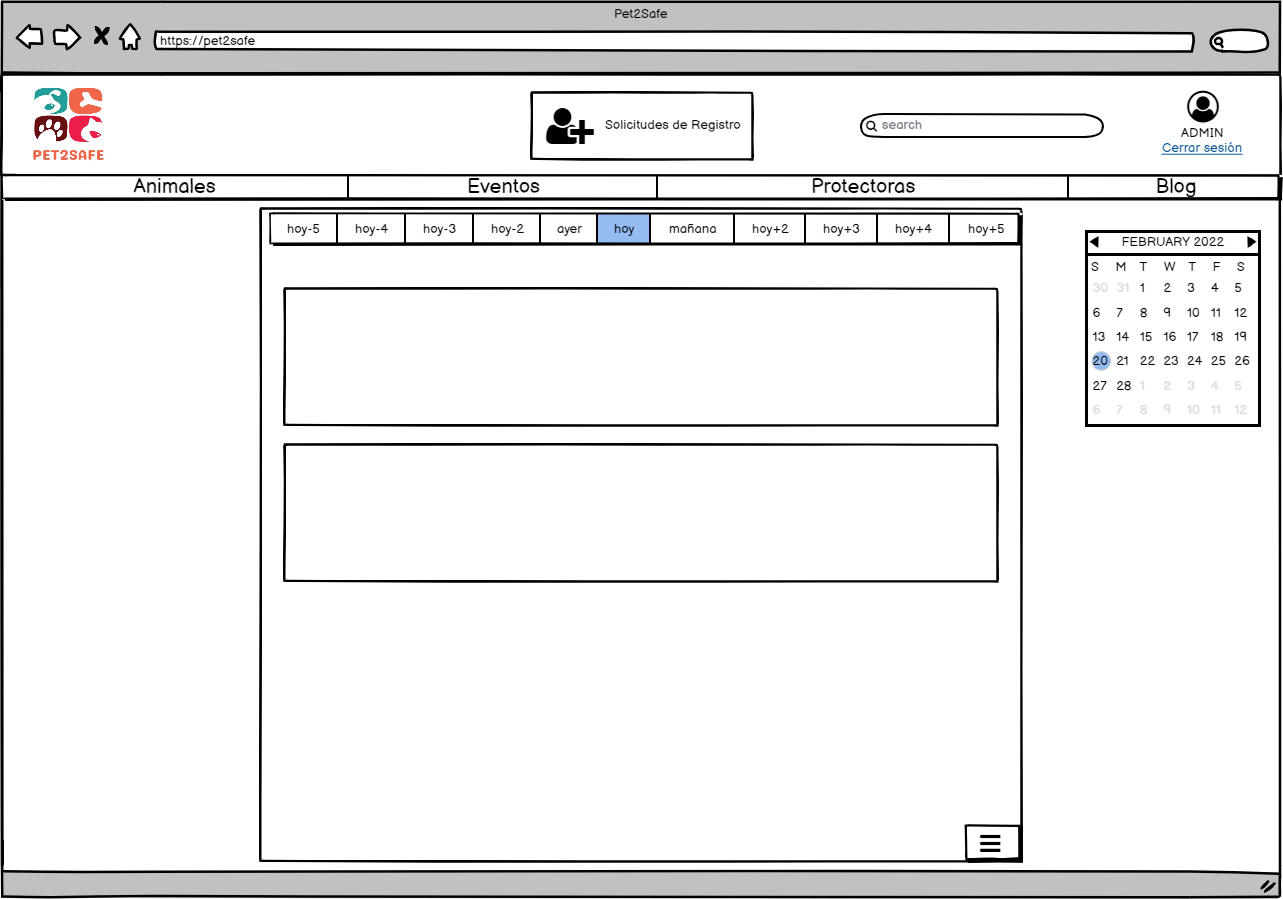 Pet2Safe
https://pet2safe
PET2SAFE
Solicitudes de Registro
search
ADMIN
Cerrar sesión
Animales Eventos Protectoras Blog
hoy-5 hoy-4 hoy-3 hoy-2 ayer hoy mañana hoy+2 hoy+3 hoy+4 hoy+5
FEBRUARY 2022
S M T W T F S
30 31 1 2 3 4 5
6 7 8 9 10 11 12
13 14 15 16 17 18 19
20 21 22 23 24 25 26
27 28 1 2 3 4 5
6 7 8 9 10 11 12